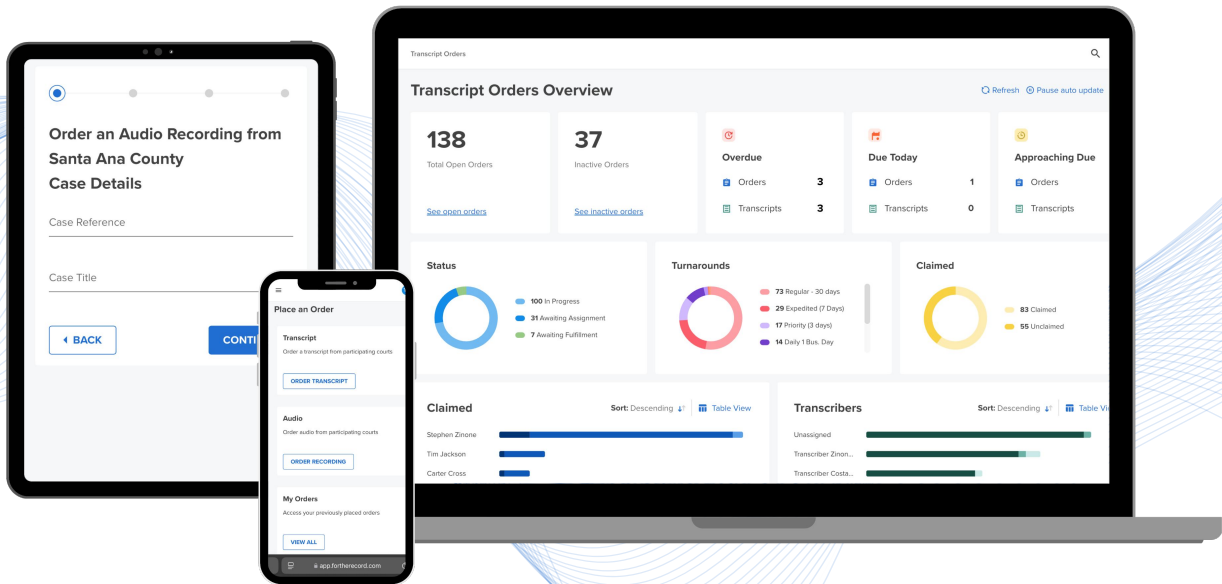 Order an Audio Recording from
Santa Ana County
Case Details
Case Reference
Case Title
BACK
Place an Order
Transcript
Order a transcript from participating courts
ORDER TRANSCRIPT
Audio
Order audio from participating courts
ORDER RECORDING
My Orders
Access your previously placed orders
VIEW ALL
app.fortherecord.com
Transcript Orders
Transcript Orders Overview
Refresh Pause auto update
138
Total Open Orders
See open orders
37
Inactive Orders
See inactive orders
Overdue
Orders 3
Transcripts 3
Due Today
Orders 1
Transcripts 0
Approaching Due
Orders
Transcripts
Status
100 In Progress
31 Awaiting Assignment
7 Awaiting Fulfillment
Turnarounds
73 Regular - 30 days
29 Expedited (7 Days)
17 Priority (3 days)
14 Daily 1 Bus. Day
Claimed
83 Claimed
55 Unclaimed
Claimed Sort: Descending Table View
Stephen Zinone
Tim Jackson
Carter Cross
Transcribers Sort: Descending Table Vi
Unassigned
Transcriber Zinon...
Transcriber Costa...